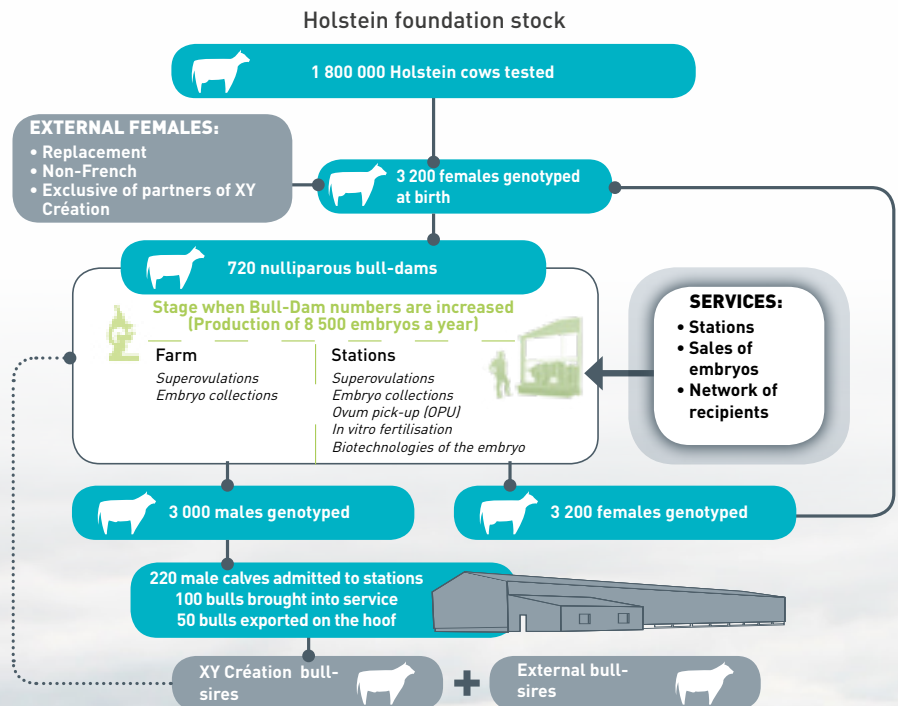 Holstein foundation stock
1 800 000 Holstein cows tested
EXTERNAL FEMALES:
• Replacement
• Non-French
• Exclusive of partners of XY
Création
3 200 females genotyped
at birth
720 nulliparous bull-dams
Stage when Bull-Dam numbers are increased
(Production of 8 500 embryos a year)
Farm
Superovulations
Embryo collections
Stations
Superovulations
Embryo collections
Ovum pick-up (OPU)
In vitro fertilisation
Biotechnologies of the embryo
SERVICES:
• Stations
• Sales of
embryos
• Network of
recipients
3 000 males genotyped
3 200 females genotyped
220 male calves admitted to stations
100 bulls brought into service
50 bulls exported on the hoof
XY Création bull-
sires
+
External bull-
sires